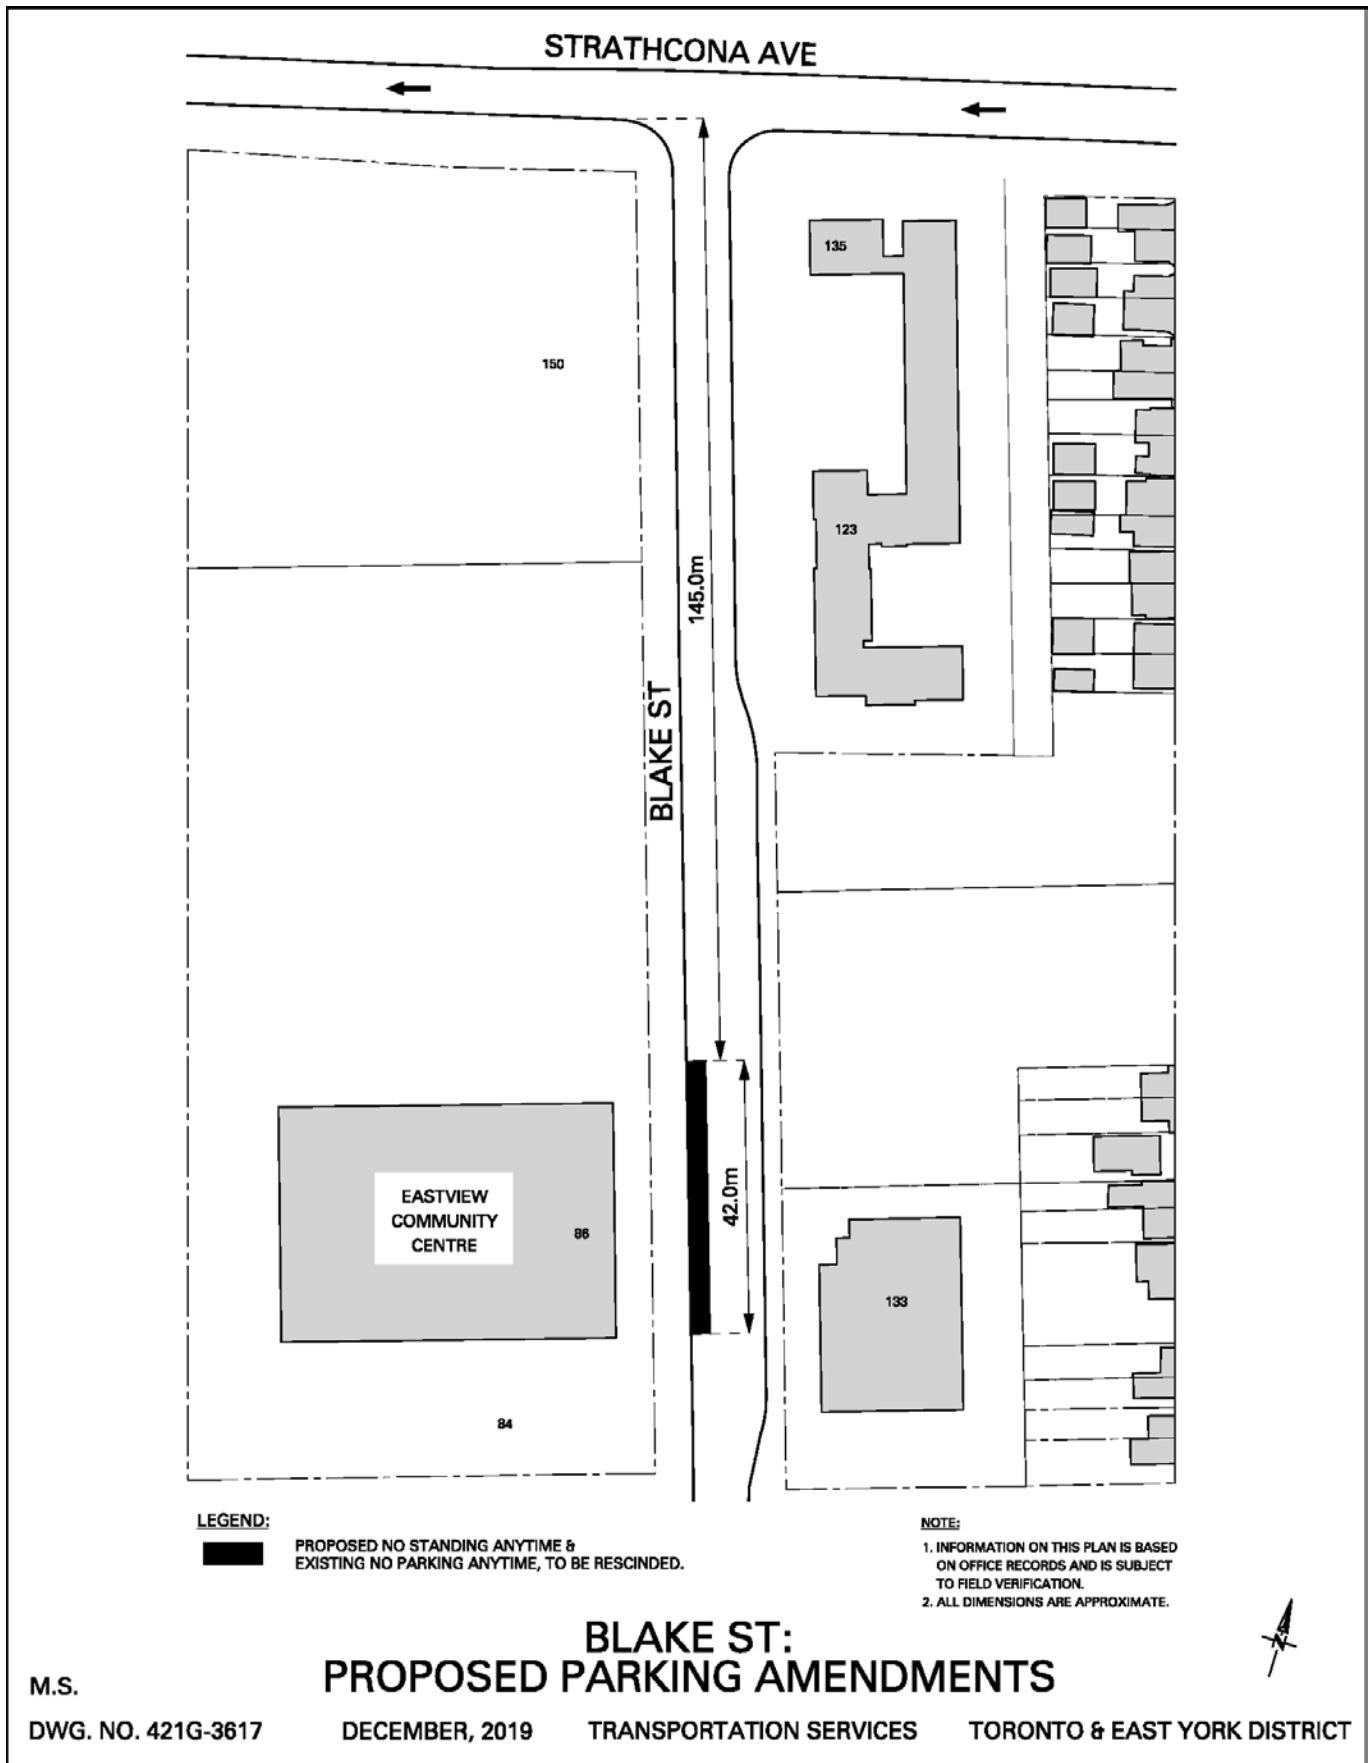 STRATHCONA AVE
135
150
123
145.0m
BLAKE ST
EASTVIEW
COMMUNITY
CENTRE
86
42.0m
133
84
LEGEND:
PROPOSED NO STANDING ANYTIME &
EXISTING NO PARKING ANYTIME, TO BE RESCINDED.
NOTE:
1. INFORMATION ON THIS PLAN IS BASED
ON OFFICE RECORDS AND IS SUBJECT
TO FIELD VERIFICATION.
2. ALL DIMENSIONS ARE APPROXIMATE.
N
BLAKE ST:
PROPOSED PARKING AMENDMENTS
M.S.
DWG. NO. 421G-3617 DECEMBER, 2019 TRANSPORTATION SERVICES TORONTO & EAST YORK DISTRICT